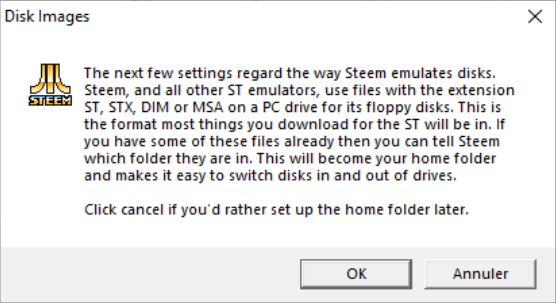 Disk Images
The next few settings regard the way Steem emulates disks.
Steem, and all other ST emulators, use files with the extension
ST, STX, DIM or MSA on a PC drive for its floppy disks. This is
the format most things you download for the ST will be in. If
you have some of these files already then you can tell Steem
which folder they are in. This will become your home folder
and makes it easy to switch disks in and out of drives.
STEEM
Click cancel if you'd rather set up the home folder later.
OK
Annuler